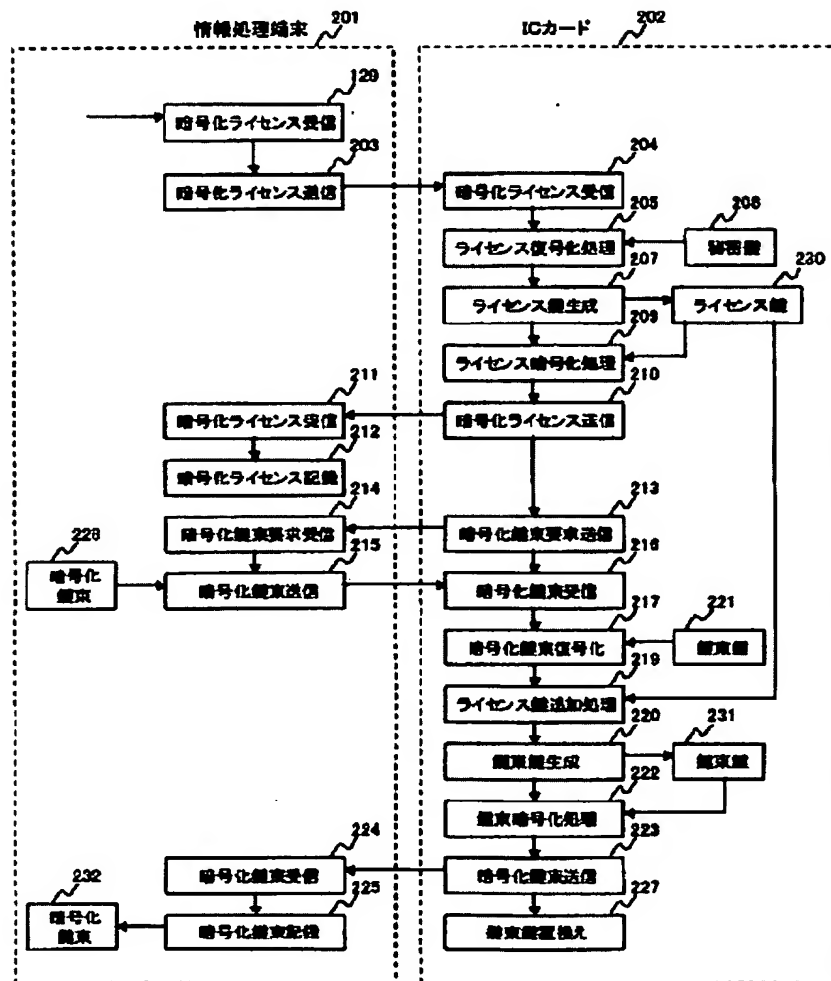 情報処理端末
201
ICカード
202
129
暗号化ライセンス受信
203
暗号化ライセンス送信
204
暗号化ライセンス受信
205
ライセンス復号化処理
208
秘密鍵
207
ライセンス鍵生成
230
ライセンス鍵
209
ライセンス暗号化処理
210
暗号化ライセンス送信
211
暗号化ライセンス受信
212
暗号化ライセンス記録
213
暗号化鍵束要求送信
214
暗号化鍵束要求受信
215
暗号化鍵束送信
228
暗号化
鍵束
216
暗号化鍵束受信
217
暗号化鍵束復号化
221
鍵束鍵
219
ライセンス鍵追加処理
220
鍵束鍵生成
231
鍵束鍵
222
鍵束暗号化処理
223
暗号化鍵束送信
224
暗号化鍵束受信
225
暗号化鍵束記録
232
暗号化
鍵束
227
鍵束鍵置換え